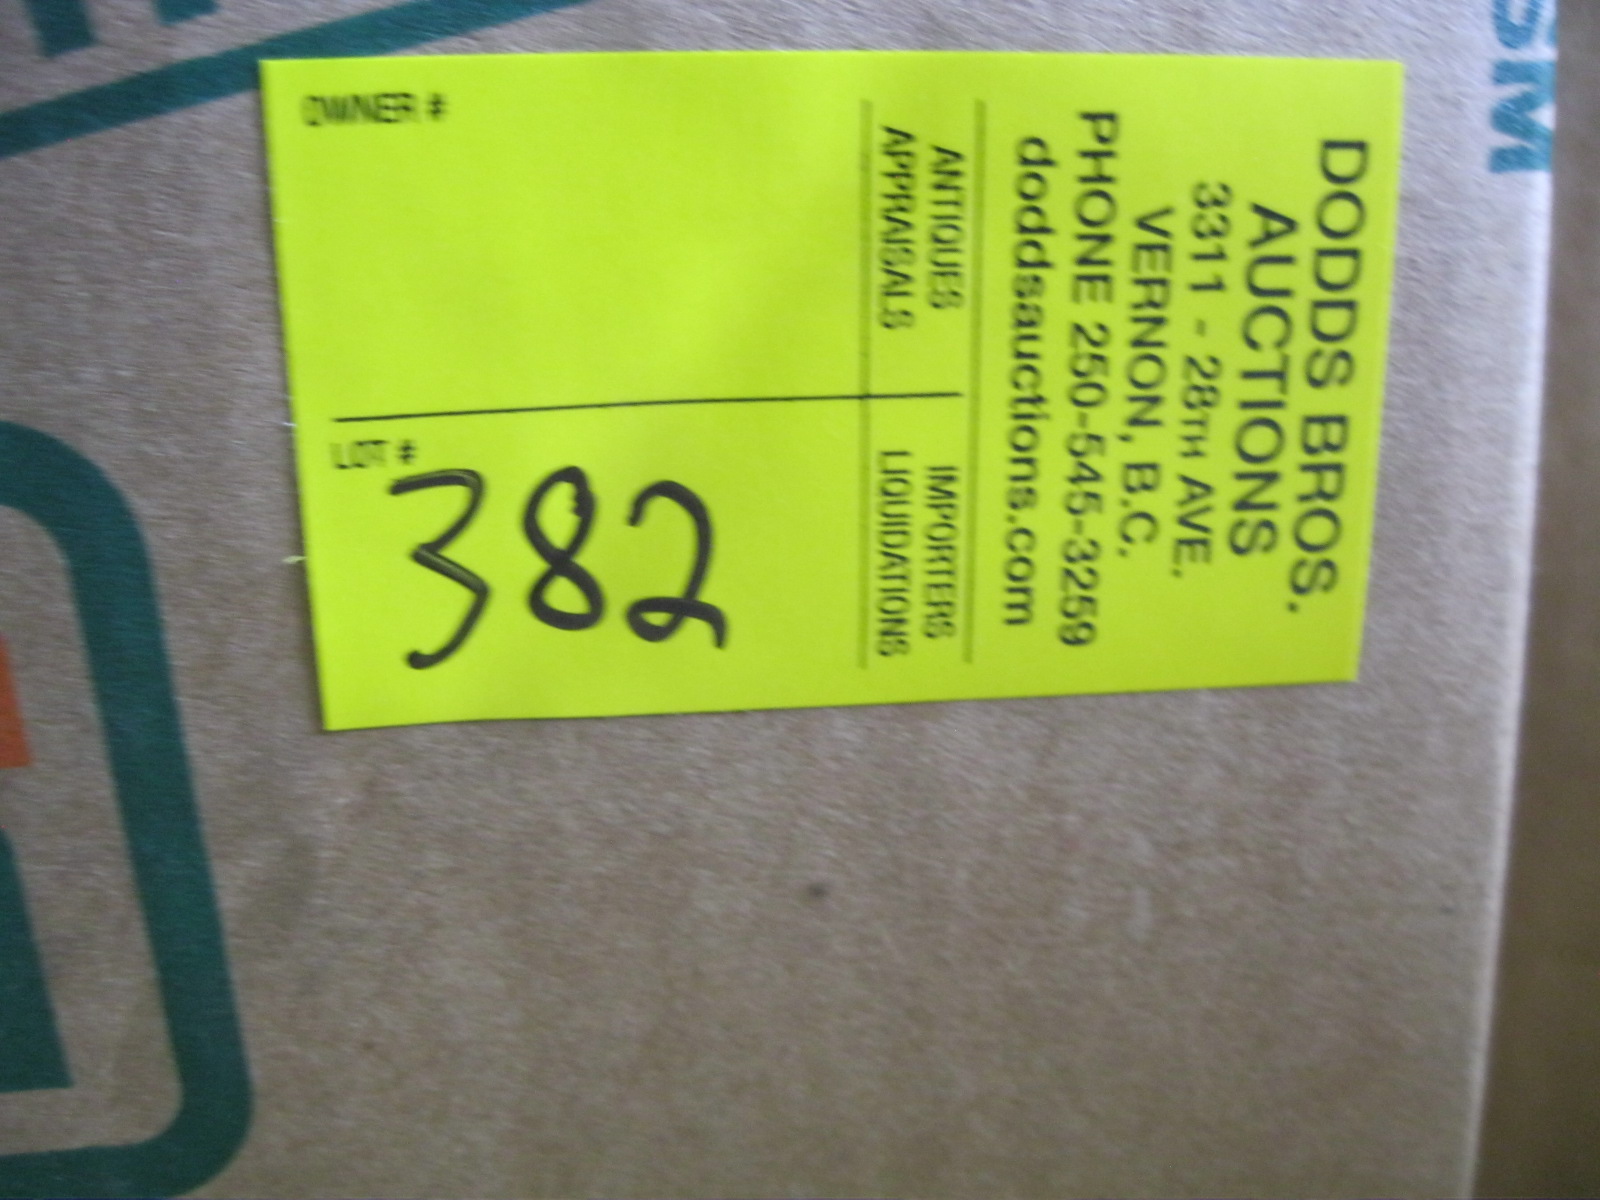 DODDS BROS.
AUCTIONS
3311 - 28TH AVE.
VERNON, B.C.
PHONE 250-545-3259
doddsauctions.com
ANTIQUES IMPORTERS
APPRAISALS LIQUIDATIONS
OWNER # LOT #
382